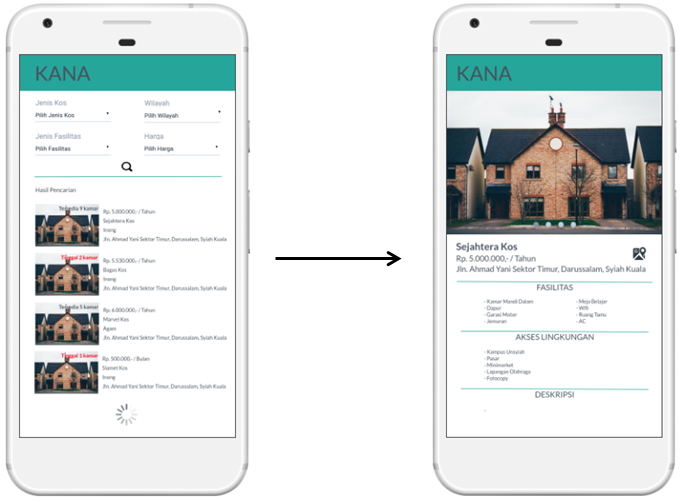 KANA
Jenis Kos
Wilayah
Pilih Jenis Kos
Pilih Wilayah
Jenis Fasilitas
Harga
Pilih Fasilitas
Pilih Harga
Hasil Pencarian
Tersedia 9 kamar
Rp. 5.000.000,- / Tahun
Sejahtera Kos
Inong
Jln. Ahmad Yani Sektor Timur, Darussalam, Syiah Kuala
Tinggal 2 kamar
Rp. 5.530.000,- / Tahun
Bagus Kos
Inong
Jln. Ahmad Yani Sektor Timur, Darussalam, Syiah Kuala
Tersedia 5 kamar
Rp. 6.000.000,- / Tahun
Marvel Kos
Agam
Jln. Ahmad Yani Sektor Timur, Darussalam, Syiah Kuala
Tinggal 1 kamar
Rp. 500.000,- / Bulan
Slamet Kos
Inong
Jln. Ahmad Yani Sektor Timur, Darussalam, Syiah Kuala
KANA
Sejahtera Kos
Rp. 5.000.000,- / Tahun
Jln. Ahmad Yani Sektor Timur, Darussalam, Syiah Kuala
FASILITAS
- Kamar Mandi Dalam
- Dapur
- Garasi Motor
- Jemuran
- Meja Belajar
- Wifi
- Ruang Tamu
- AC
AKSES LINGKUNGAN
- Kampus Unsyiah
- Pasar
- Minimarket
- Lapangan Olahraga
- Fotocopy
DESKRIPSI